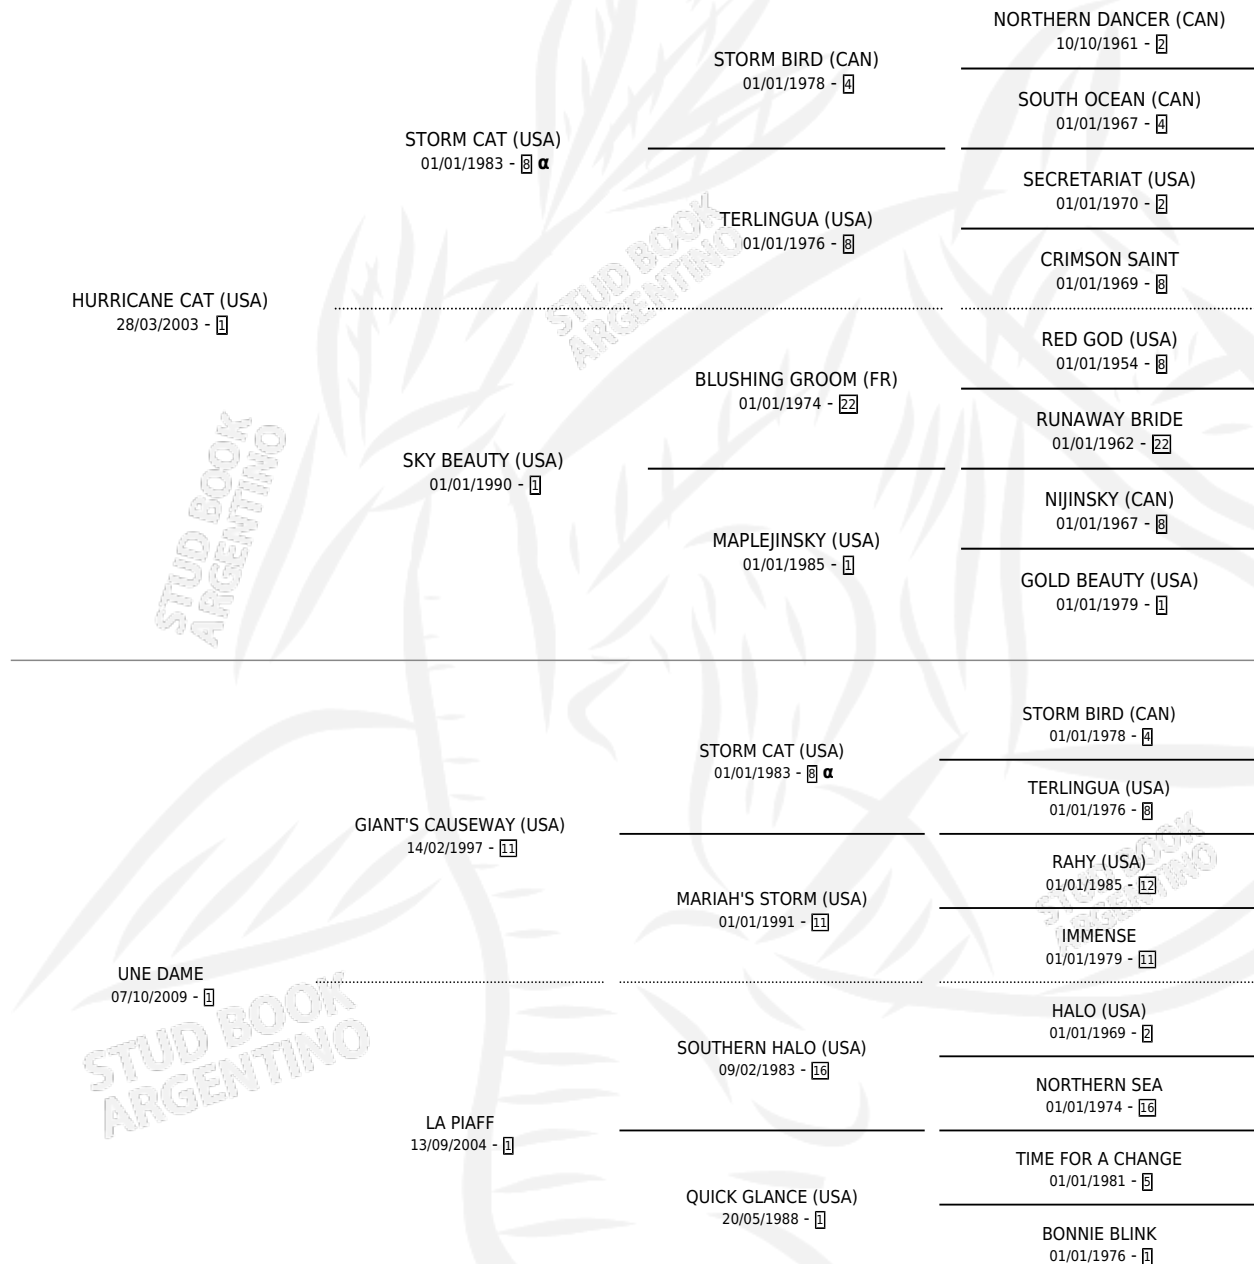 NORTHERN DANCER (CAN)
10/10/1961 - 2
STORM BIRD (CAN)
01/01/1978 - 4
SOUTH OCEAN (CAN)
01/01/1967 - 4
STORM CAT (USA)
01/01/1983 - 8 α
SECRETARIAT (USA)
01/01/1970 - 2
TERLINGUA (USA)
01/01/1976 - 8
CRIMSON SAINT
01/01/1969 - 8
HURRICANE CAT (USA)
28/03/2003 - 1
RED GOD (USA)
01/01/1954 - 8
BLUSHING GROOM (FR)
01/01/1974 - 22
RUNAWAY BRIDE
01/01/1962 - 22
SKY BEAUTY (USA)
01/01/1990 - 1
NIJINSKY (CAN)
01/01/1967 - 8
MAPLEJINSKY (USA)
01/01/1985 - 1
GOLD BEAUTY (USA)
01/01/1979 - 1
STUD BOOK
ARGENTINO
STUD BOOK
ARGENTINO
STORM BIRD (CAN)
01/01/1978 - 4
STORM CAT (USA)
01/01/1983 - 8 α
TERLINGUA (USA)
01/01/1976 - 8
GIANT'S CAUSEWAY (USA)
14/02/1997 - 11
RAHY (USA)
01/01/1985 - 12
MARIAH'S STORM (USA)
01/01/1991 - 11
IMMENSE
01/01/1979 - 11
UNE DAME
07/10/2009 - 1
HALO (USA)
01/01/1969 - 2
SOUTHERN HALO (USA)
09/02/1983 - 16
NORTHERN SEA
01/01/1974 - 16
LA PIAFF
13/09/2004 - 1
TIME FOR A CHANGE
01/01/1981 - 5
QUICK GLANCE (USA)
20/05/1988 - 1
BONNIE BLINK
01/01/1976 - 1
STUD BOOK
ARGENTINO
STUD BOOK
ARGENTINO